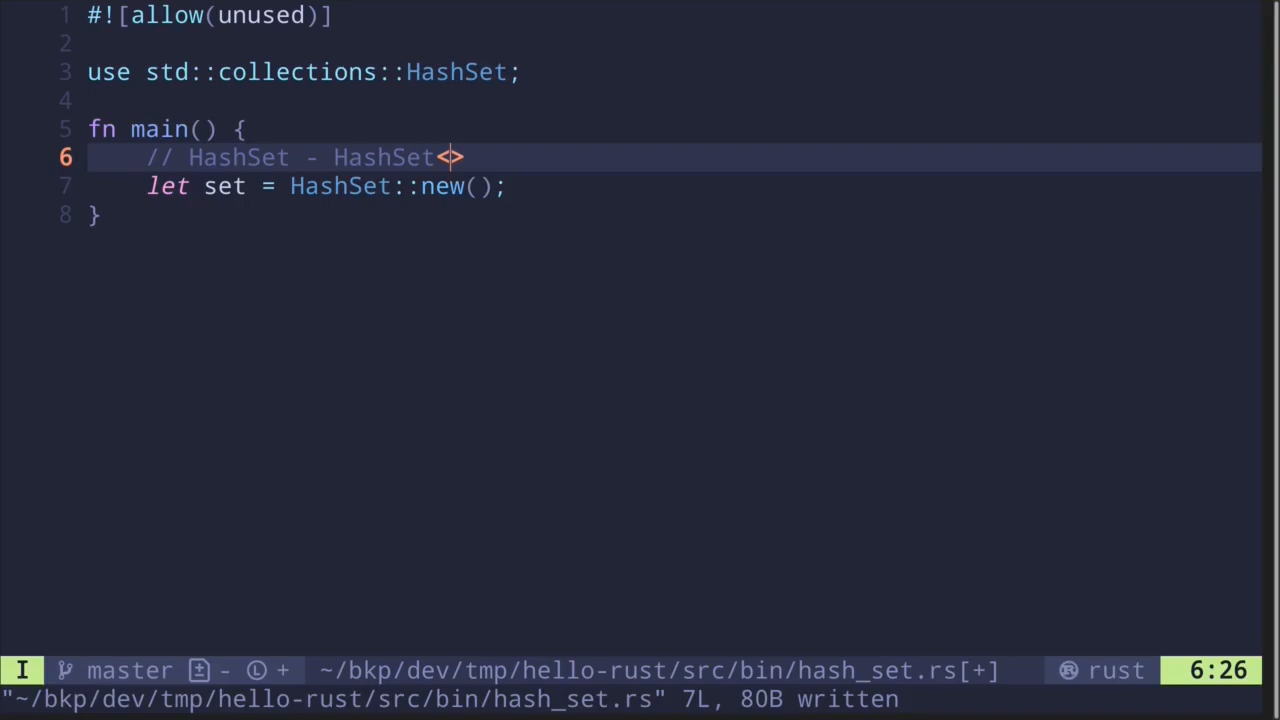 1 #![allow(unused)]
2
3 use std::collections::HashSet;
4
5 fn main() {
6     // HashSet - HashSet<>
7     let set = HashSet::new();
8 }
I master - L + ~/bkp/dev/tmp/hello-rust/src/bin/hash_set.rs[+] rust 6:26
"~/bkp/dev/tmp/hello-rust/src/bin/hash_set.rs" 7L, 80B written